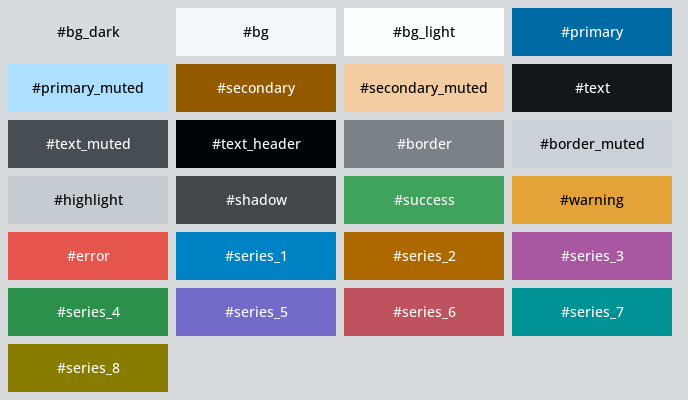 #bg_dark
#bg
#bg_light
#primary
#primary_muted
#secondary
#secondary_muted
#text
#text_muted
#text_header
#border
#border_muted
#highlight
#shadow
#success
#warning
#error
#series_1
#series_2
#series_3
#series_4
#series_5
#series_6
#series_7
#series_8